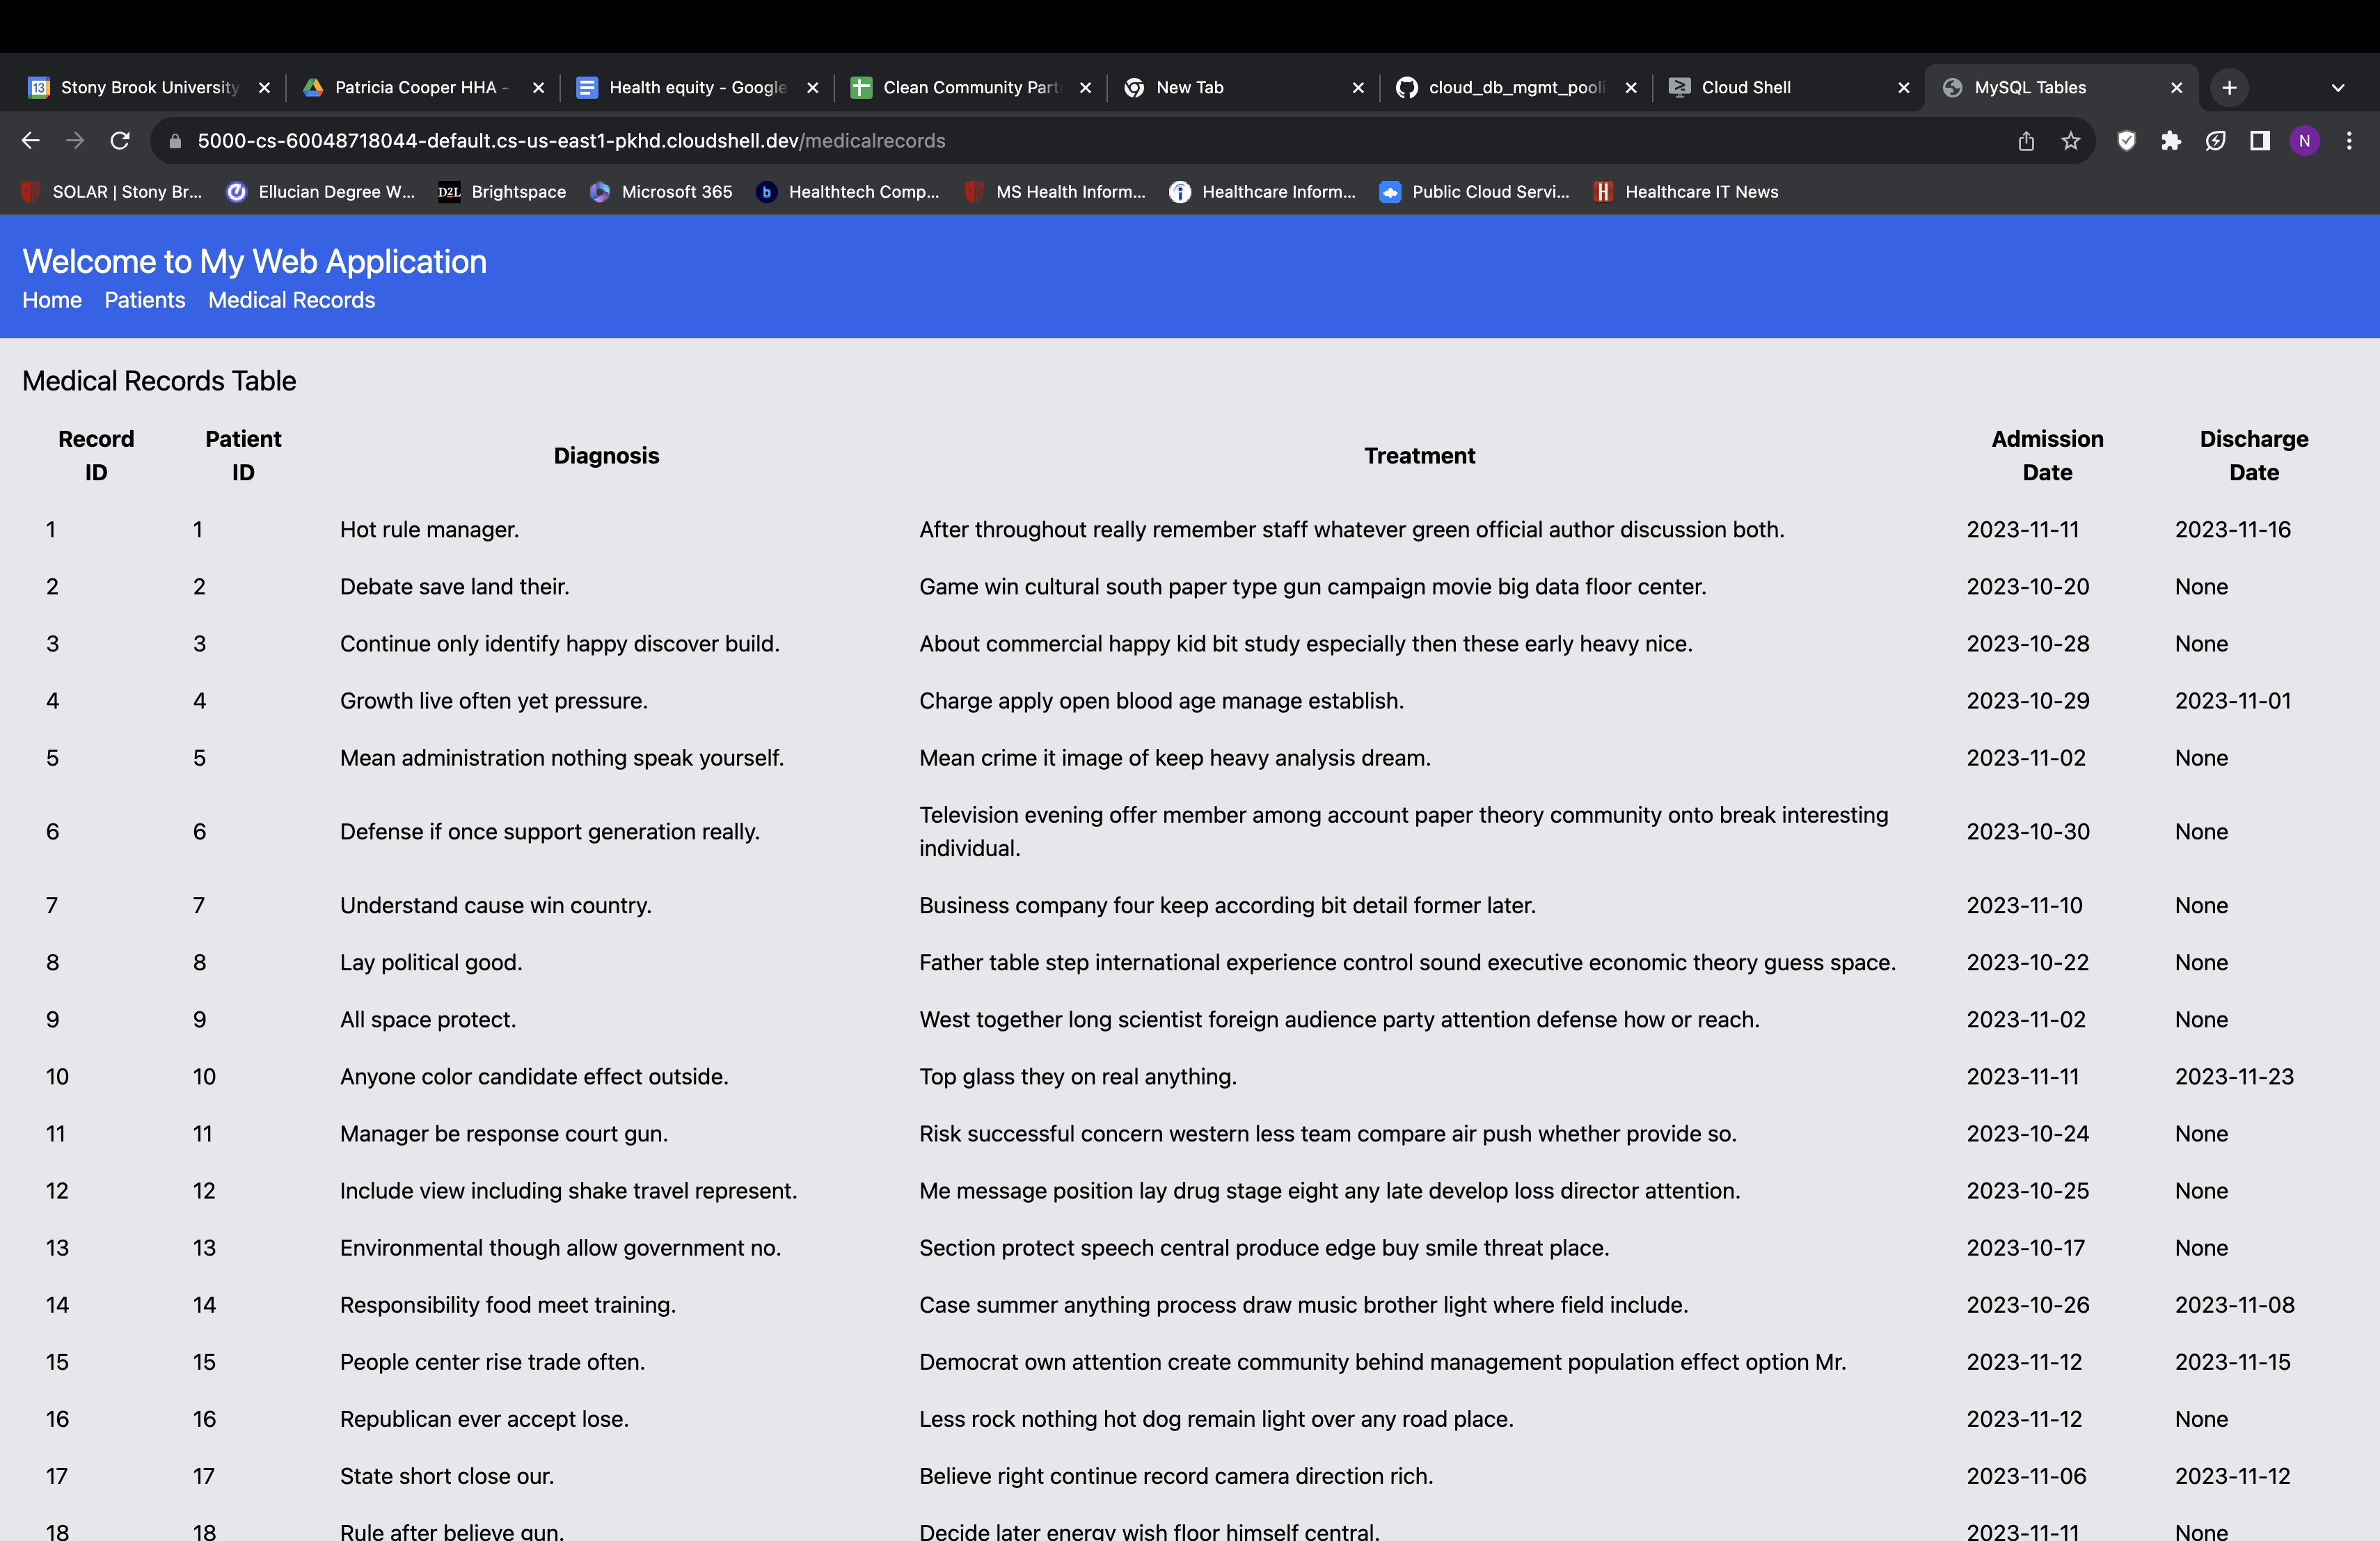 13 Stony Brook University Patricia Cooper HHA - Health equity - Google Clean Community Part New Tab cloud_db_mgmt_pooli Cloud Shell MySQL Tables
5000-cs-60048718044-default.cs-us-east1-pkhd.cloudshell.dev/medicalrecords N
SOLAR | Stony Br... Ellucian Degree W... D2L Brightspace Microsoft 365 b Healthtech Comp... MS Health Inform... Healthcare Inform... Public Cloud Servi... H Healthcare IT News
Welcome to My Web Application
Home Patients Medical Records
Medical Records Table
Record ID Patient ID Diagnosis Treatment Admission Date Discharge Date
1 1 Hot rule manager. After throughout really remember staff whatever green official author discussion both. 2023-11-11 2023-11-16
2 2 Debate save land their. Game win cultural south paper type gun campaign movie big data floor center. 2023-10-20 None
3 3 Continue only identify happy discover build. About commercial happy kid bit study especially then these early heavy nice. 2023-10-28 None
4 4 Growth live often yet pressure. Charge apply open blood age manage establish. 2023-10-29 2023-11-01
5 5 Mean administration nothing speak yourself. Mean crime it image of keep heavy analysis dream. 2023-11-02 None
6 6 Defense if once support generation really. Television evening offer member among account paper theory community onto break interesting
individual. 2023-10-30 None
7 7 Understand cause win country. Business company four keep according bit detail former later. 2023-11-10 None
8 8 Lay political good. Father table step international experience control sound executive economic theory guess space. 2023-10-22 None
9 9 All space protect. West together long scientist foreign audience party attention defense how or reach. 2023-11-02 None
10 10 Anyone color candidate effect outside. Top glass they on real anything. 2023-11-11 2023-11-23
11 11 Manager be response court gun. Risk successful concern western less team compare air push whether provide so. 2023-10-24 None
12 12 Include view including shake travel represent. Me message position lay drug stage eight any late develop loss director attention. 2023-10-25 None
13 13 Environmental though allow government no. Section protect speech central produce edge buy smile threat place. 2023-10-17 None
14 14 Responsibility food meet training. Case summer anything process draw music brother light where field include. 2023-10-26 2023-11-08
15 15 People center rise trade often. Democrat own attention create community behind management population effect option Mr. 2023-11-12 2023-11-15
16 16 Republican ever accept lose. Less rock nothing hot dog remain light over any road place. 2023-11-12 None
17 17 State short close our. Believe right continue record camera direction rich. 2023-11-06 2023-11-12
18 18 Rule after believe gun. Decide later energy wish floor himself central. 2023-11-11 None